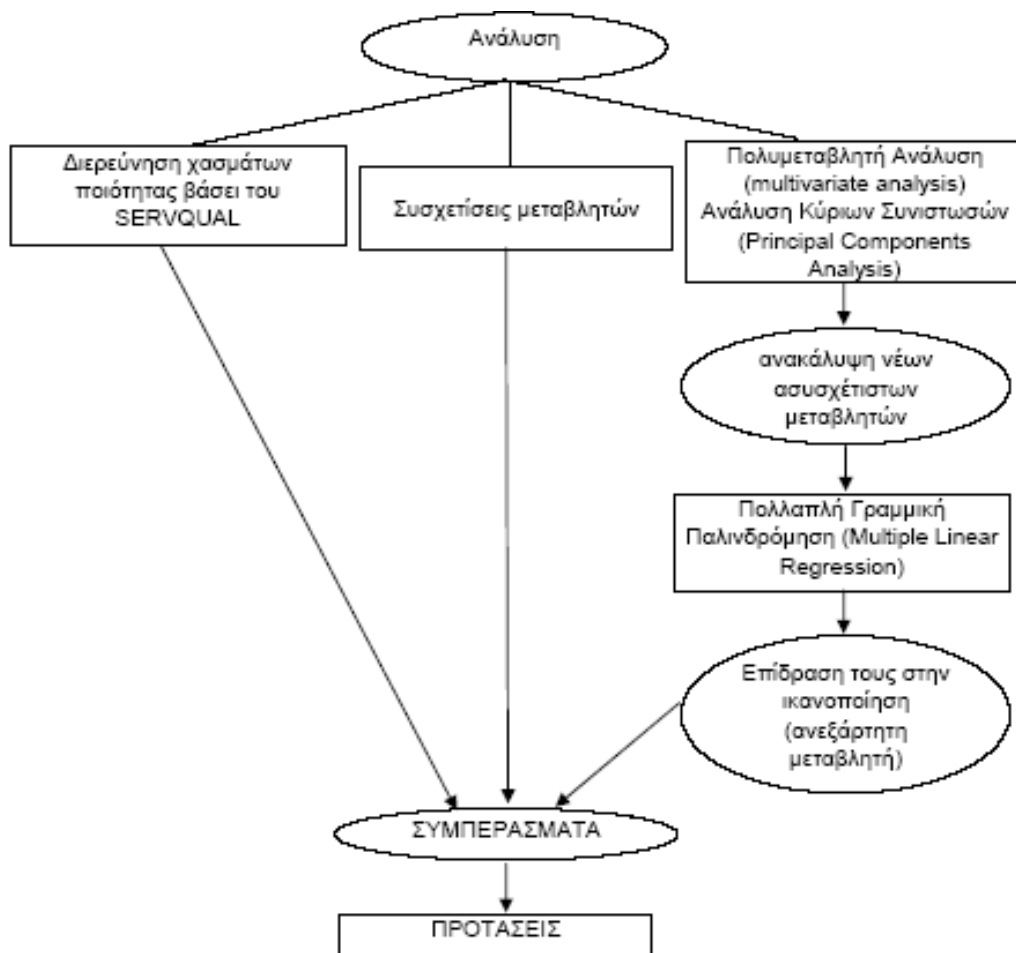 Ανάλυση
Διερεύνηση χασμάτων
ποιότητας βάσει του
SERVQUAL
Συσχετίσεις μεταβλητών
Πολυμεταβλητή Ανάλυση
(multivariate analysis)
Ανάλυση Κύριων Συνιστωσών
(Principal Components
Analysis)
ανακάλυψη νέων
ασυσχέτιστων
μεταβλητών
Πολλαπλή Γραμμική
Παλινδρόμηση (Multiple Linear
Regression)
Επίδραση τους στην
ικανοποίηση
(ανεξάρτητη
μεταβλητή)
ΣΥΜΠΕΡΑΣΜΑΤΑ
ΠΡΟΤΑΣΕΙΣ